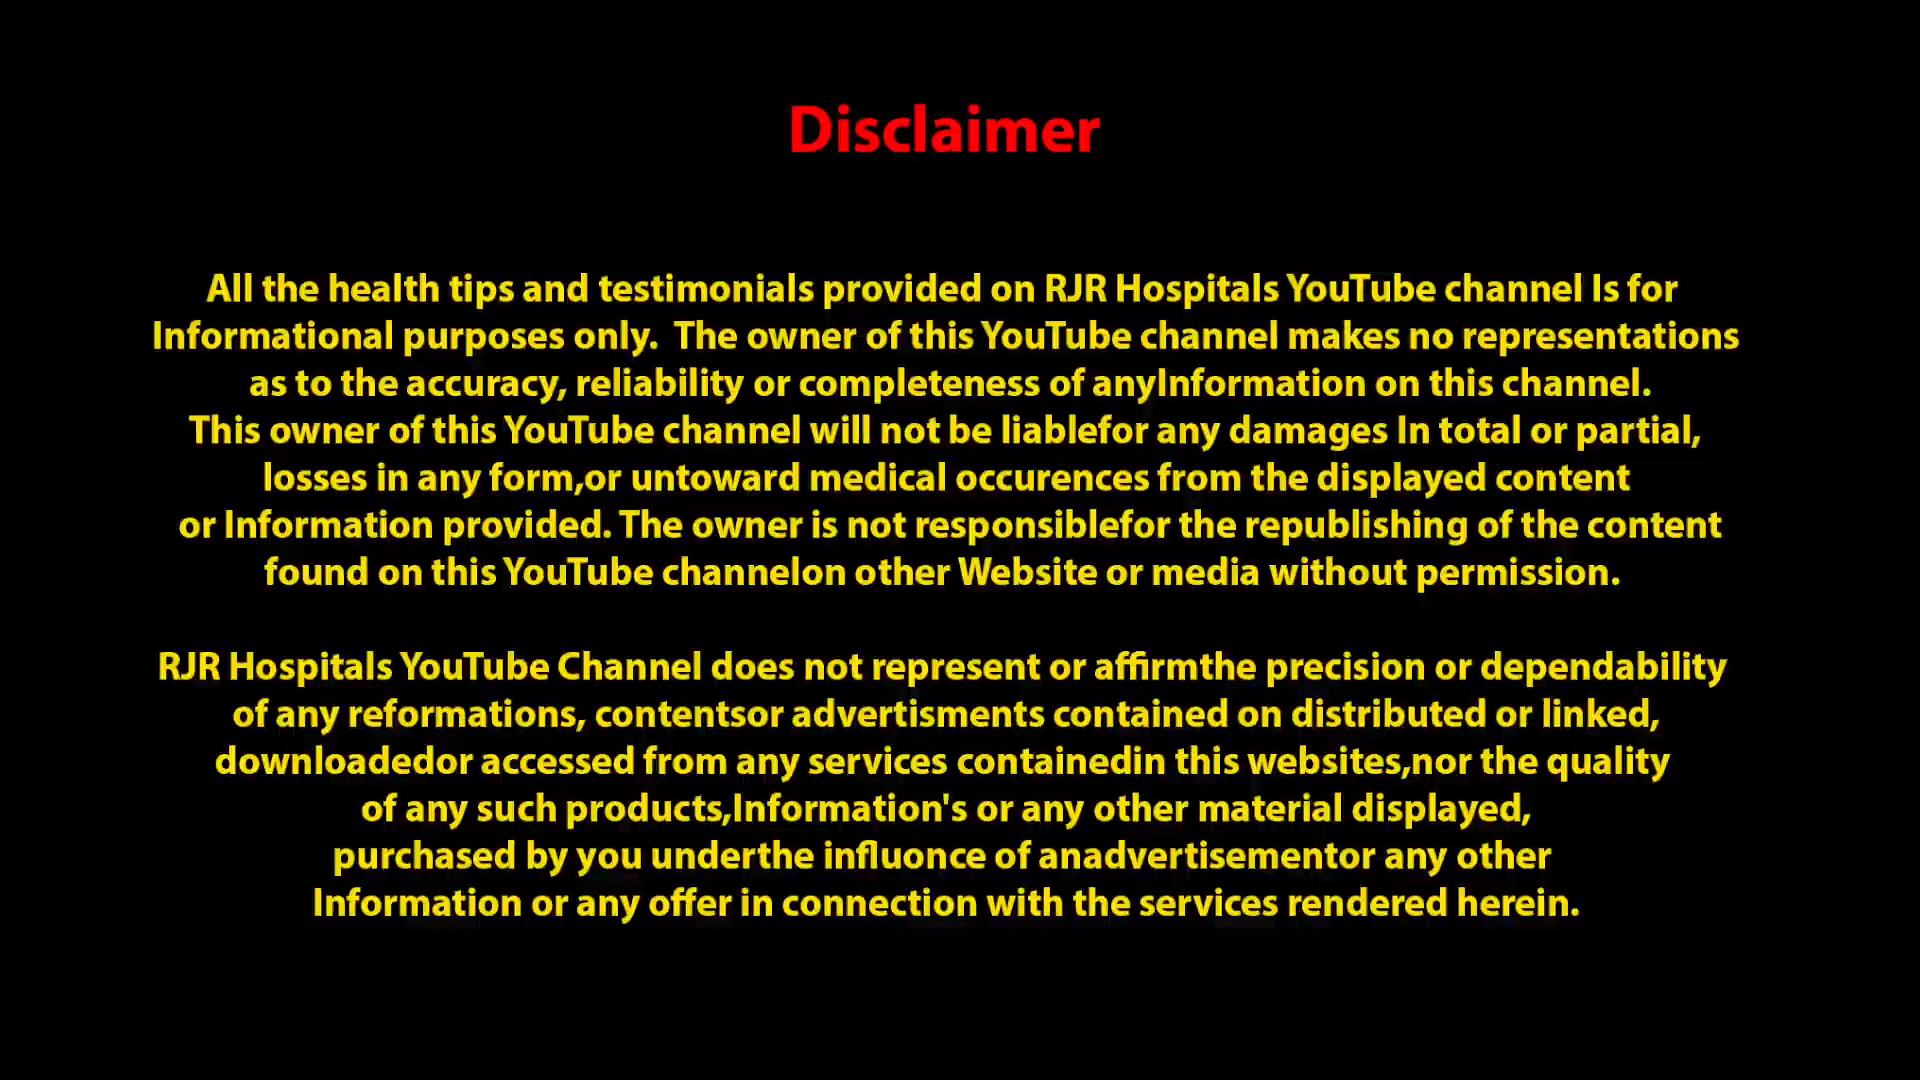 Disclaimer
All the health tips and testimonials provided on RJR Hospitals YouTube channel Is for
Informational purposes only.  The owner of this YouTube channel makes no representations
as to the accuracy, reliability or completeness of anyInformation on this channel.
This owner of this YouTube channel will not be liablefor any damages In total or partial,
losses in any form,or untoward medical occurences from the displayed content
or Information provided. The owner is not responsiblefor the republishing of the content
found on this YouTube channelon other Website or media without permission.
RJR Hospitals YouTube Channel does not represent or affirmthe precision or dependability
of any reformations, contentsor advertisments contained on distributed or linked,
downloadedor accessed from any services containedin this websites,nor the quality
of any such products,Information's or any other material displayed,
purchased by you underthe influonce of anadvertisementor any other
Information or any offer in connection with the services rendered herein.